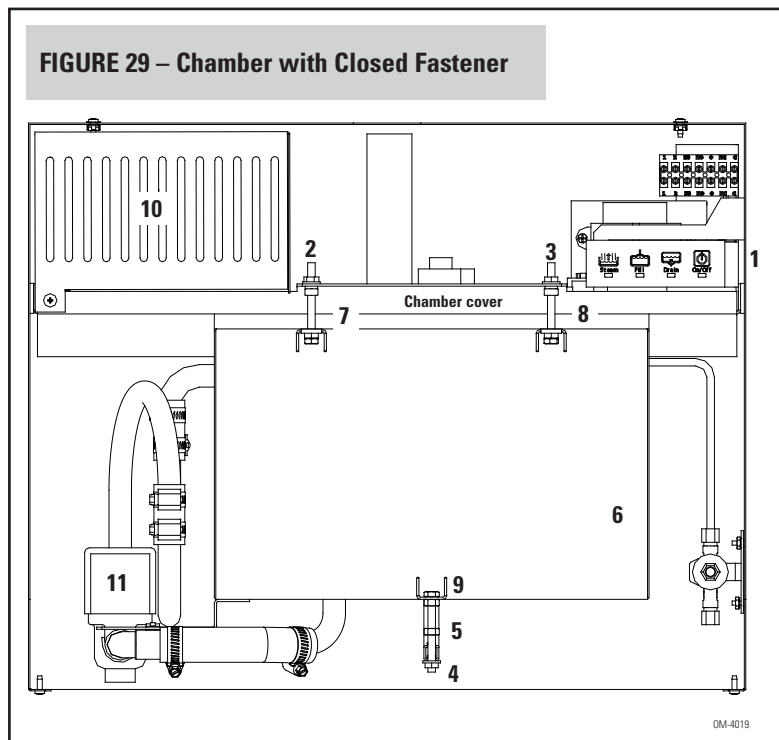 FIGURE 29 – Chamber with Closed Fastener
10
2
3
1
Steam Fill Drain On/Off
Chamber cover
7
8
6
9
11
5
4
OM-4019